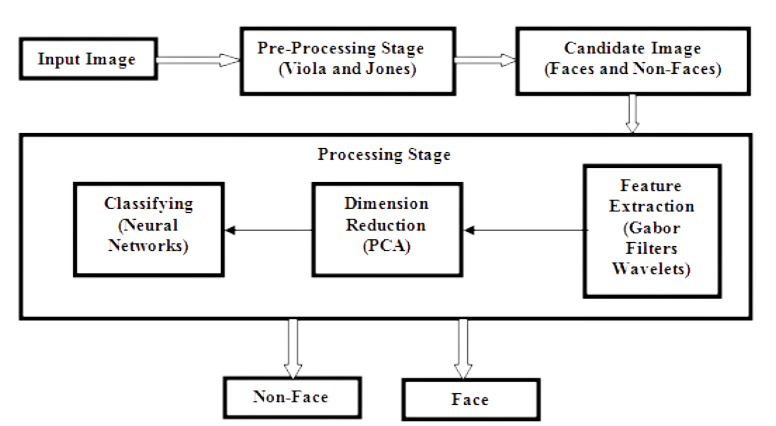 Input Image
Pre-Processing Stage
(Viola and Jones)
Candidate Image
(Faces and Non-Faces)
Processing Stage
Classifying
(Neural
Networks)
Dimension
Reduction
(PCA)
Feature
Extraction
(Gabor
Filters
Wavelets)
Non-Face
Face